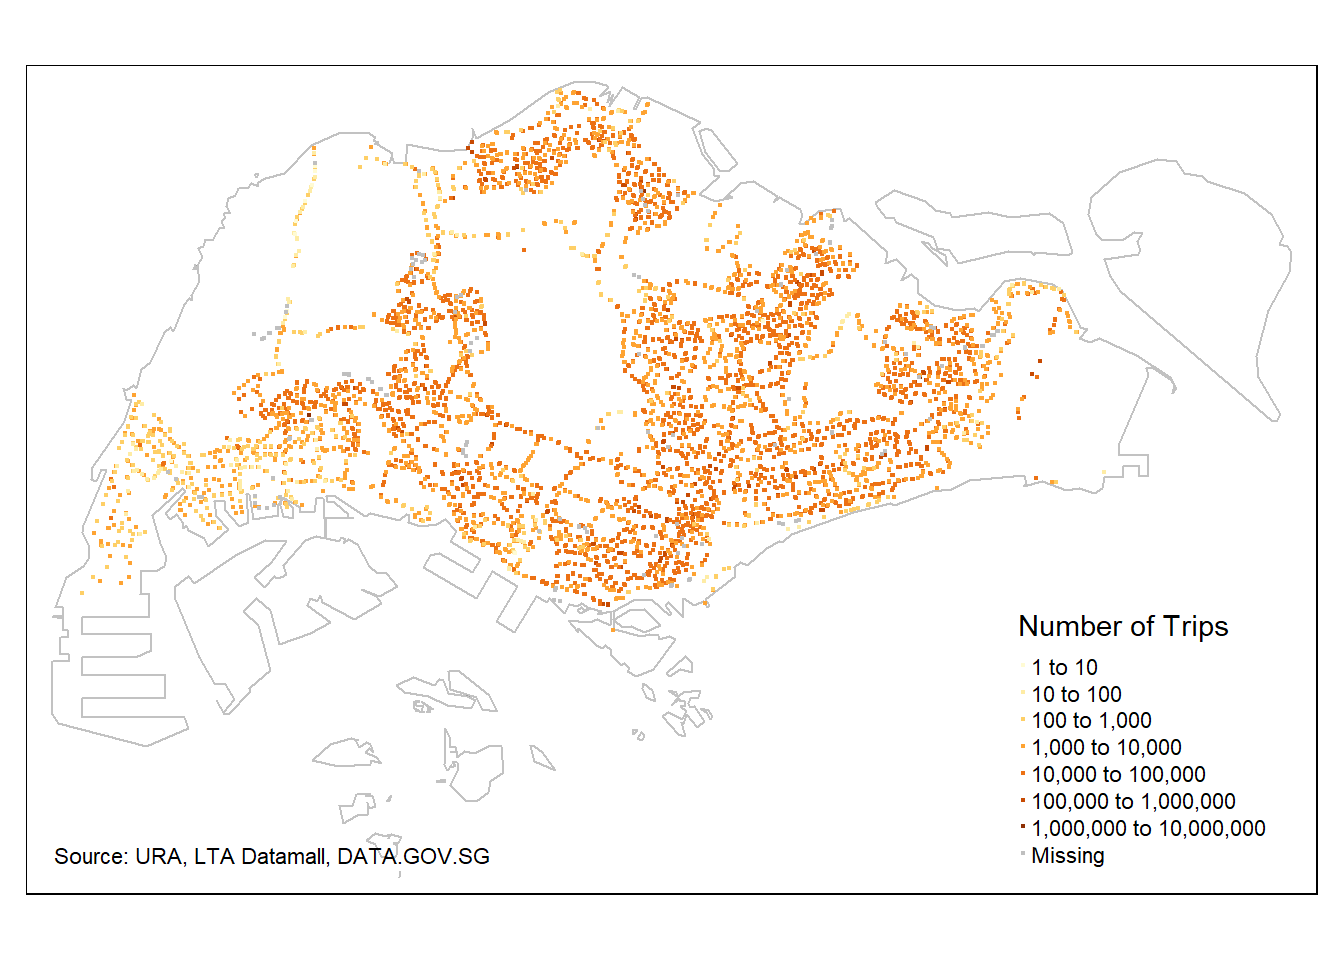 Number of Trips
1 to 10
10 to 100
100 to 1,000
1,000 to 10,000
10,000 to 100,000
100,000 to 1,000,000
1,000,000 to 10,000,000
Missing
Source: URA, LTA Datamall, DATA.GOV.SG